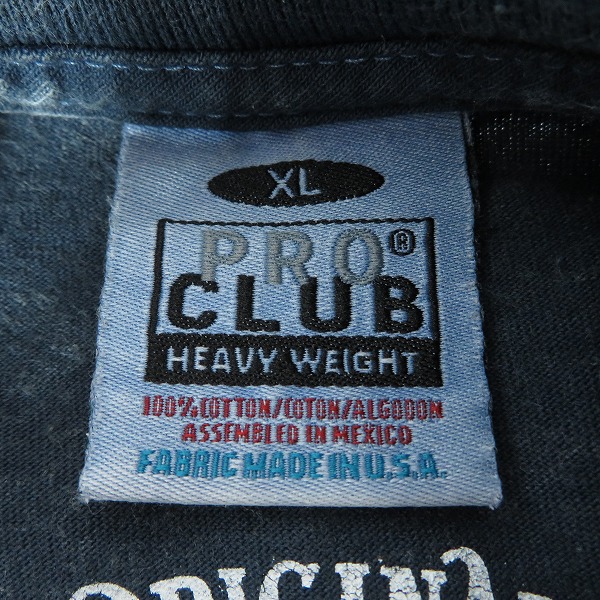 XL
PRO®
CLUB
HEAVY WEIGHT
100% COTTON/COTON/ALGODON
ASSEMBLED IN MEXICO
FABRIC MADE IN U.S.A.